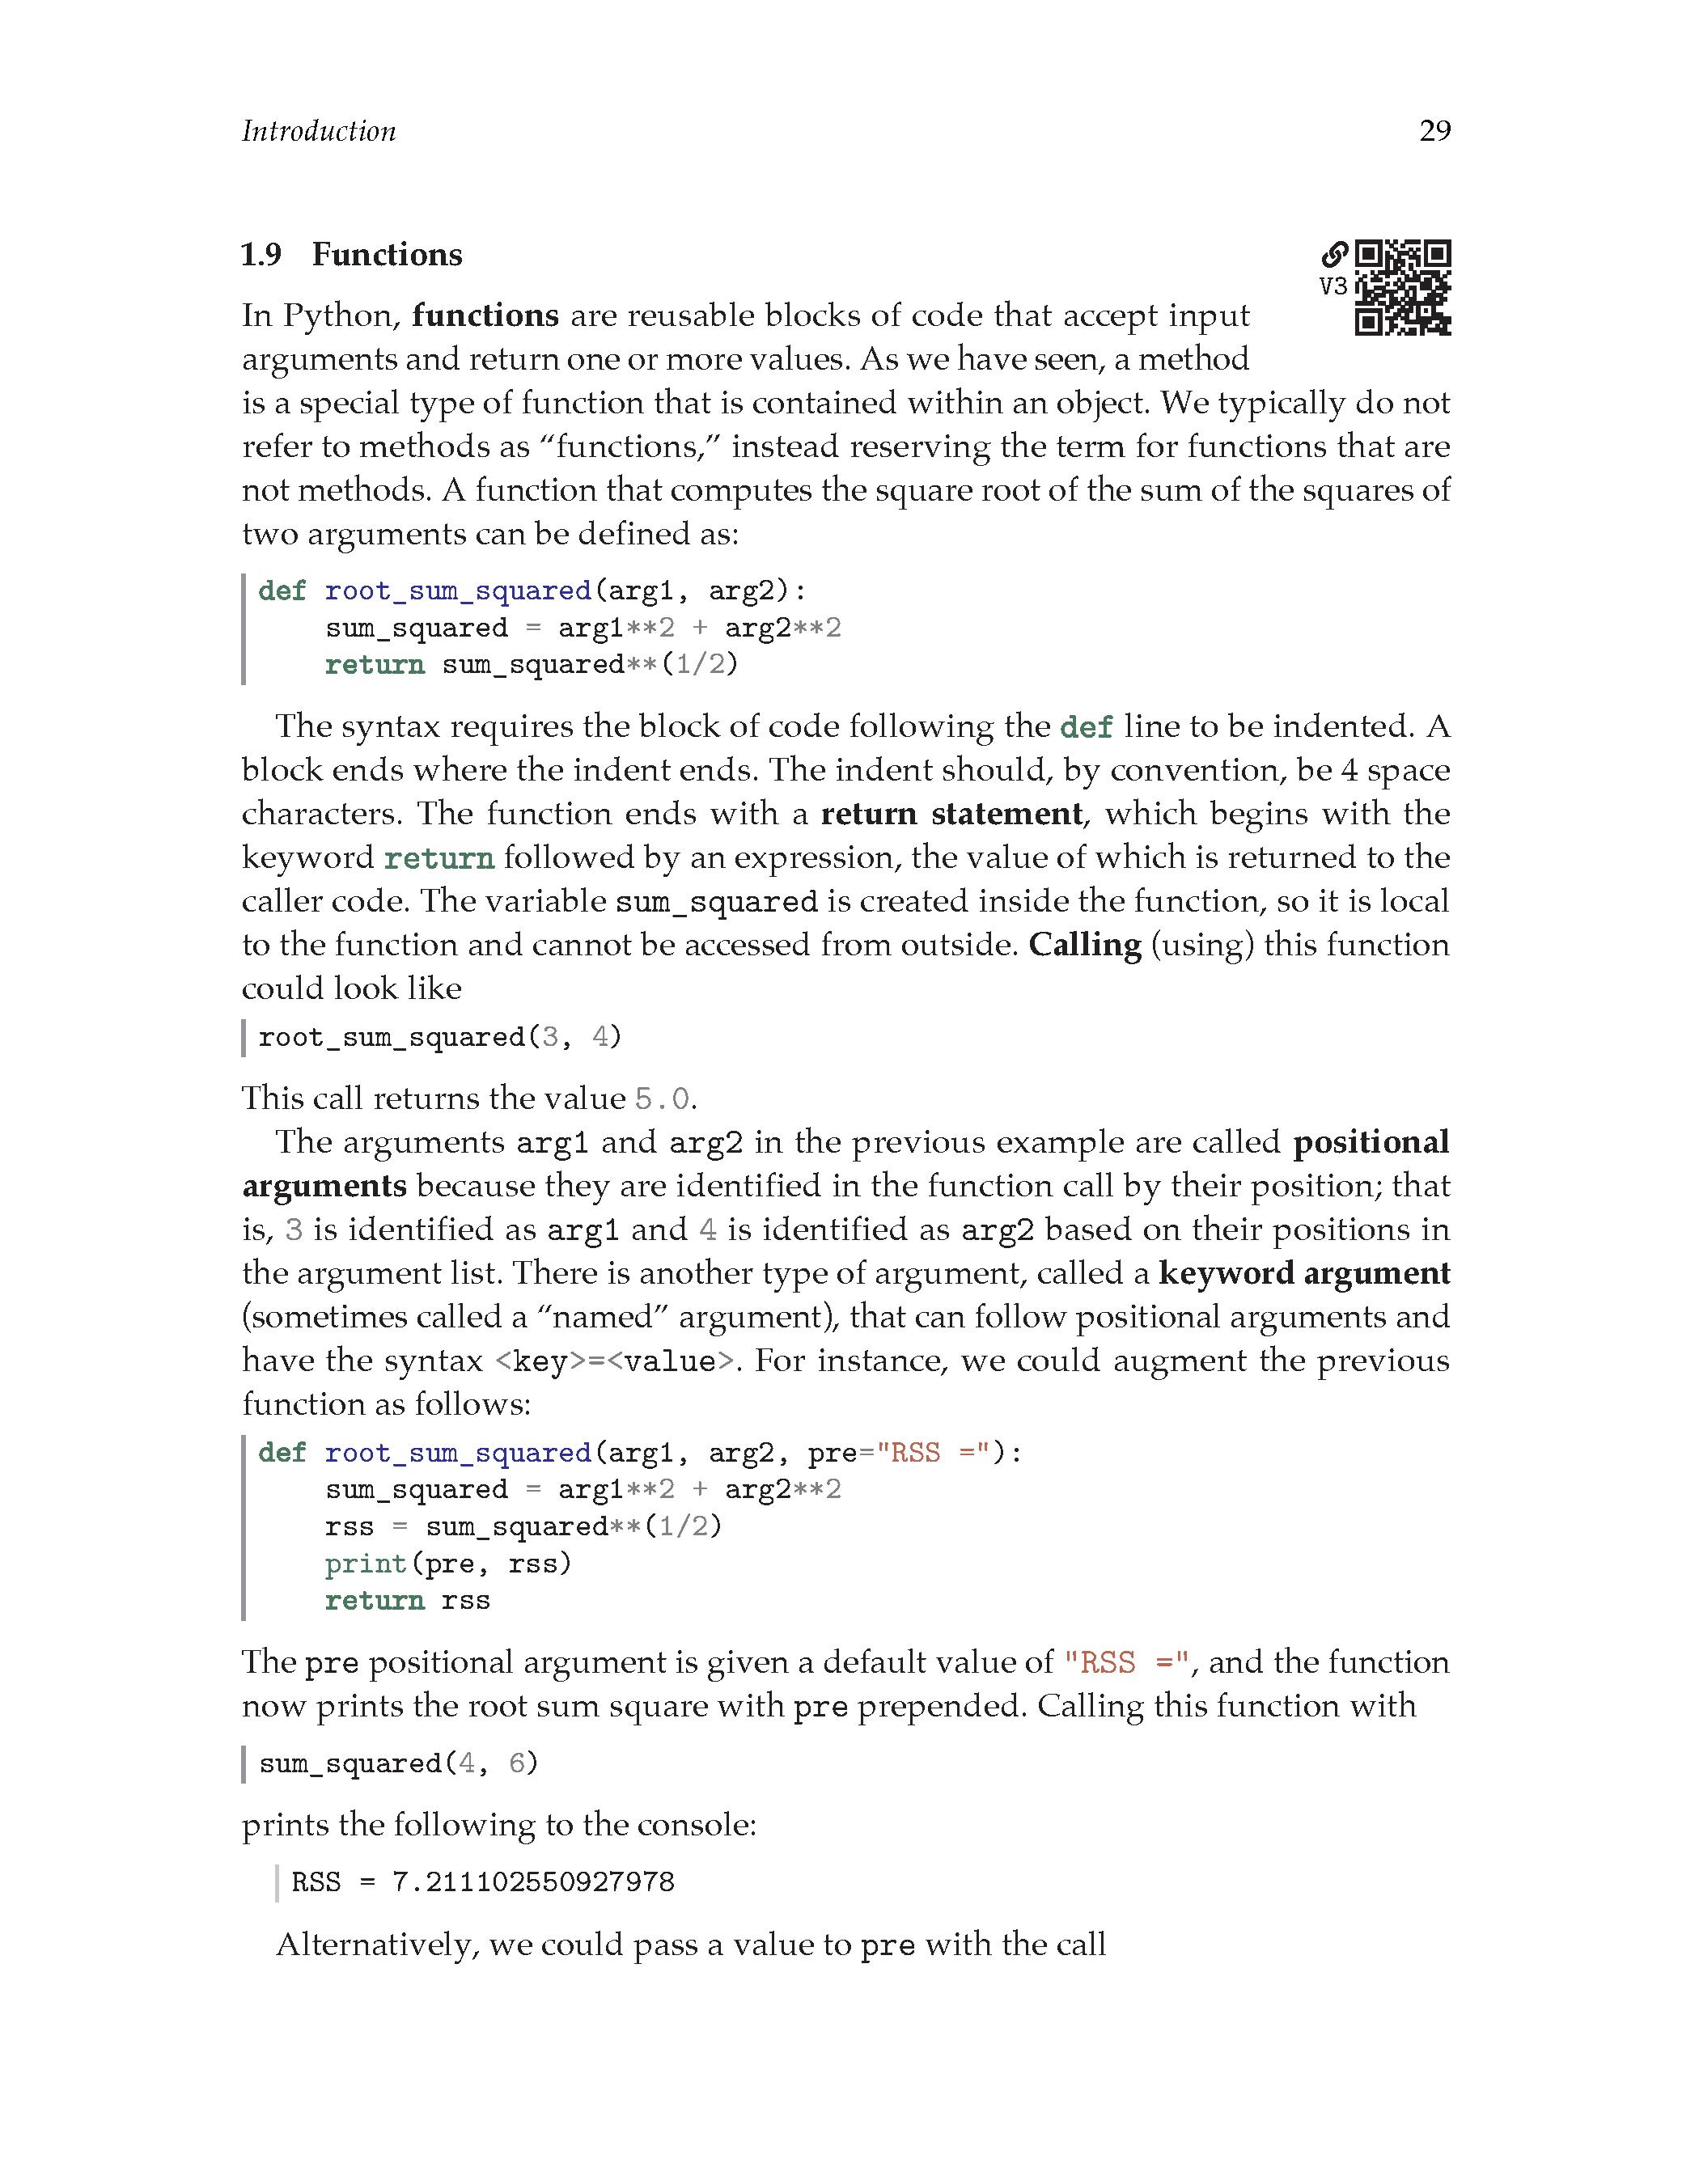 Introduction 29
1.9 Functions
V3
In Python, functions are reusable blocks of code that accept input
arguments and return one or more values. As we have seen, a method
is a special type of function that is contained within an object. We typically do not
refer to methods as “functions,” instead reserving the term for functions that are
not methods. A function that computes the square root of the sum of the squares of
two arguments can be defined as:
def root_sum_squared(arg1, arg2):
    sum_squared = arg1**2 + arg2**2
    return sum_squared**(1/2)
The syntax requires the block of code following the def line to be indented. A
block ends where the indent ends. The indent should, by convention, be 4 space
characters. The function ends with a return statement, which begins with the
keyword return followed by an expression, the value of which is returned to the
caller code. The variable sum_squared is created inside the function, so it is local
to the function and cannot be accessed from outside. Calling (using) this function
could look like
root_sum_squared(3, 4)
This call returns the value 5.0.
The arguments arg1 and arg2 in the previous example are called positional
arguments because they are identified in the function call by their position; that
is, 3 is identified as arg1 and 4 is identified as arg2 based on their positions in
the argument list. There is another type of argument, called a keyword argument
(sometimes called a “named” argument), that can follow positional arguments and
have the syntax <key>=<value>. For instance, we could augment the previous
function as follows:
def root_sum_squared(arg1, arg2, pre="RSS ="):
    sum_squared = arg1**2 + arg2**2
    rss = sum_squared**(1/2)
    print(pre, rss)
    return rss
The pre positional argument is given a default value of "RSS =", and the function
now prints the root sum square with pre prepended. Calling this function with
sum_squared(4, 6)
prints the following to the console:
RSS = 7.211102550927978
Alternatively, we could pass a value to pre with the call